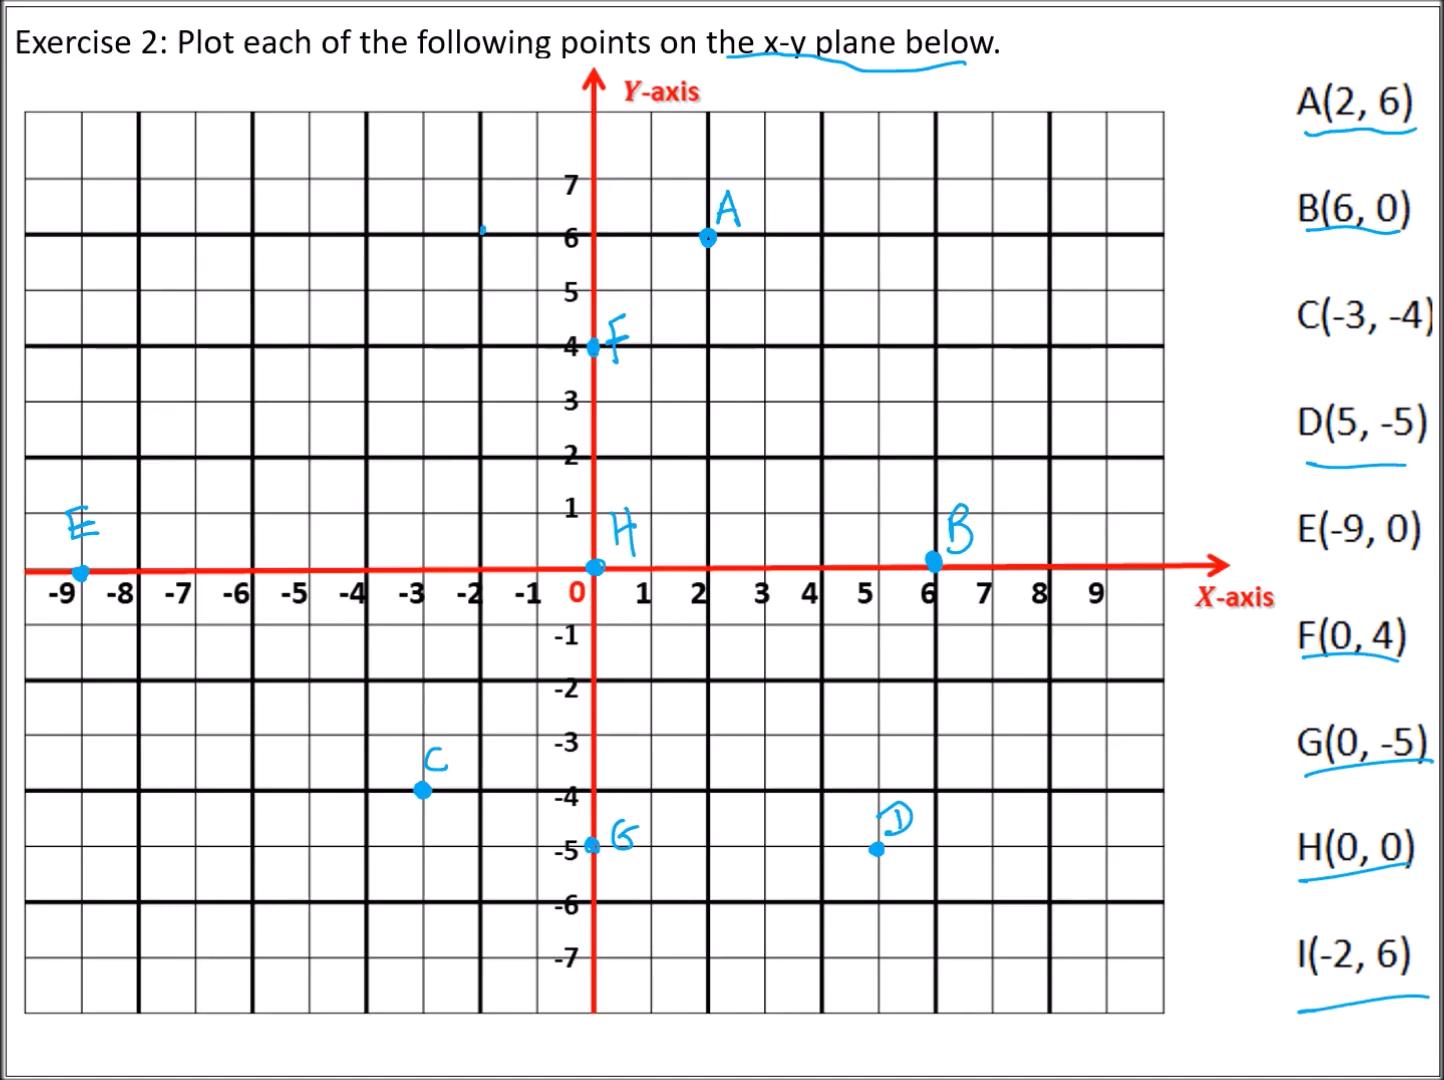 Exercise 2: Plot each of the following points on the x-y plane below.
Y-axis
A(2, 6)
7
A
B(6, 0)
6
5
C(-3, -4)
F
4
3
D(5, -5)
2
1
E
H
B
E(-9, 0)
-9 -8 -7 -6 -5 -4 -3 -2 -1 0 1 2 3 4 5 6 7 8 9
X-axis
-1
F(0, 4)
-2
-3
G(0, -5)
C
-4
D
G
-5
H(0, 0)
-6
-7
I(-2, 6)